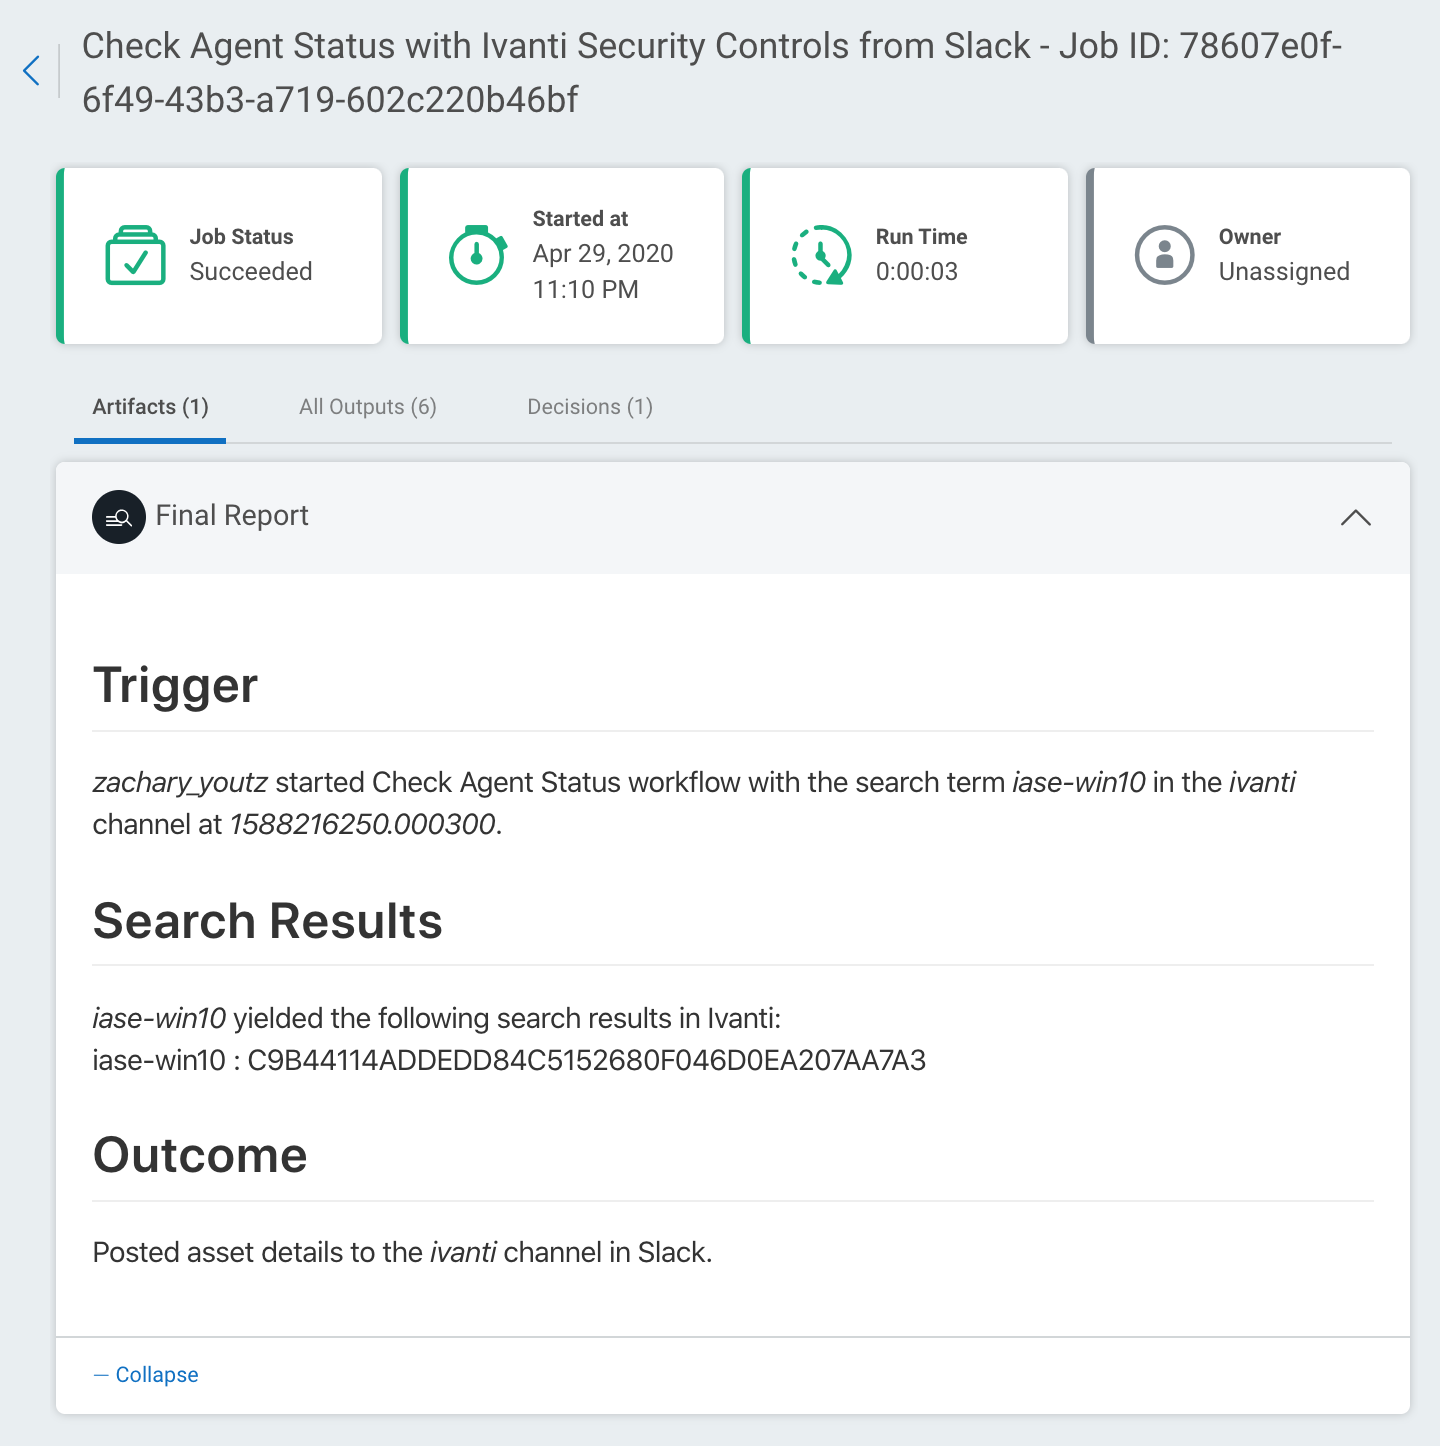 Check Agent Status with Ivanti Security Controls from Slack - Job ID: 78607e0f-
6f49-43b3-a719-602c220b46bf
Job Status
Succeeded
Started at
Apr 29, 2020
11:10 PM
Run Time
0:00:03
Owner
Unassigned
Artifacts (1)
All Outputs (6)
Decisions (1)
Final Report
Trigger
zachary_youtz started Check Agent Status workflow with the search term iase-win10 in the ivanti
channel at 1588216250.000300.
Search Results
iase-win10 yielded the following search results in Ivanti:
iase-win10 : C9B44114ADDEDD84C5152680F046D0EA207AA7A3
Outcome
Posted asset details to the ivanti channel in Slack.
— Collapse